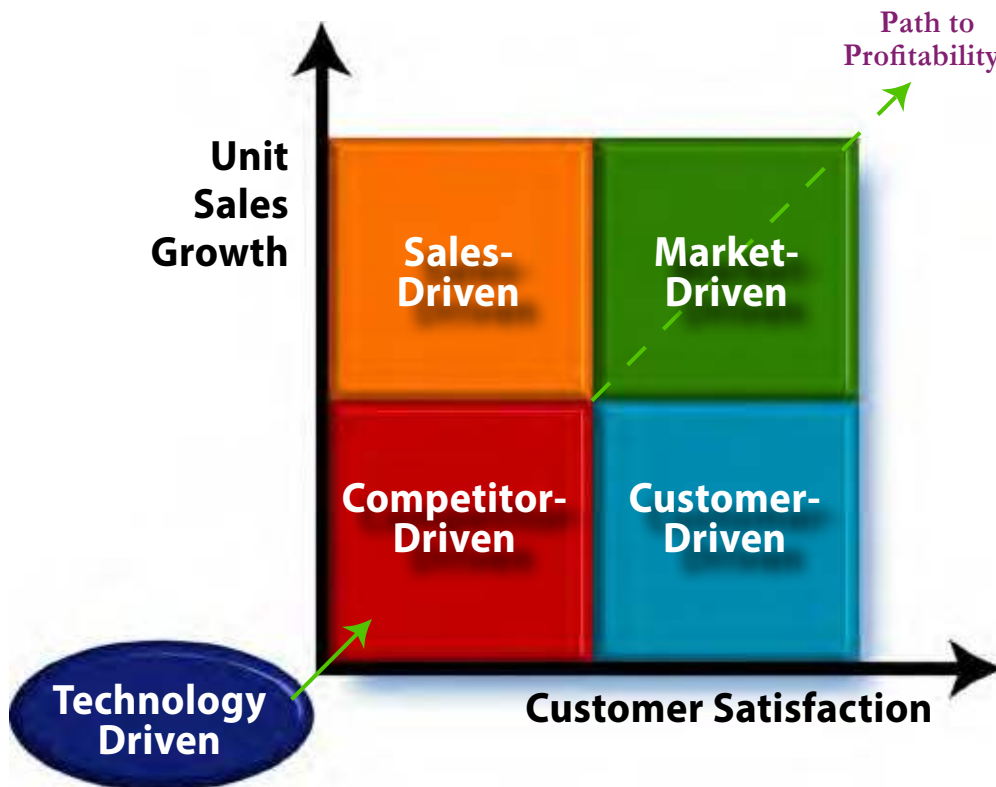 Path to
Profitability
Unit
Sales
Growth
Sales-
Driven
Market-
Driven
Competitor-
Driven
Customer-
Driven
Technology
Driven
Customer Satisfaction